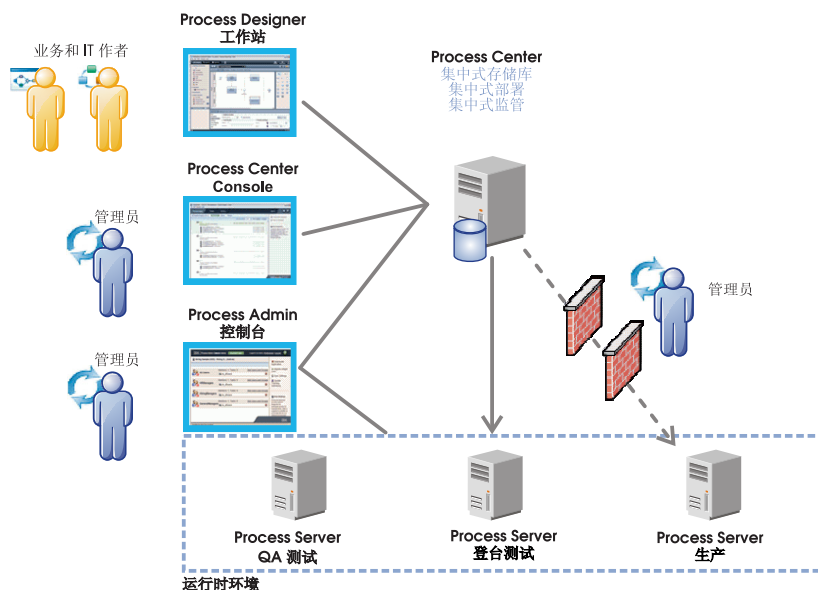 Process Designer
工作站
业务和 IT 作者
Process Center
集中式存储库
集中式部署
集中式监管
Process Center
Console
管理员
管理员
Process Admin
控制台
管理员
Process Server
QA 测试
Process Server
登台测试
Process Server
生产
运行时环境